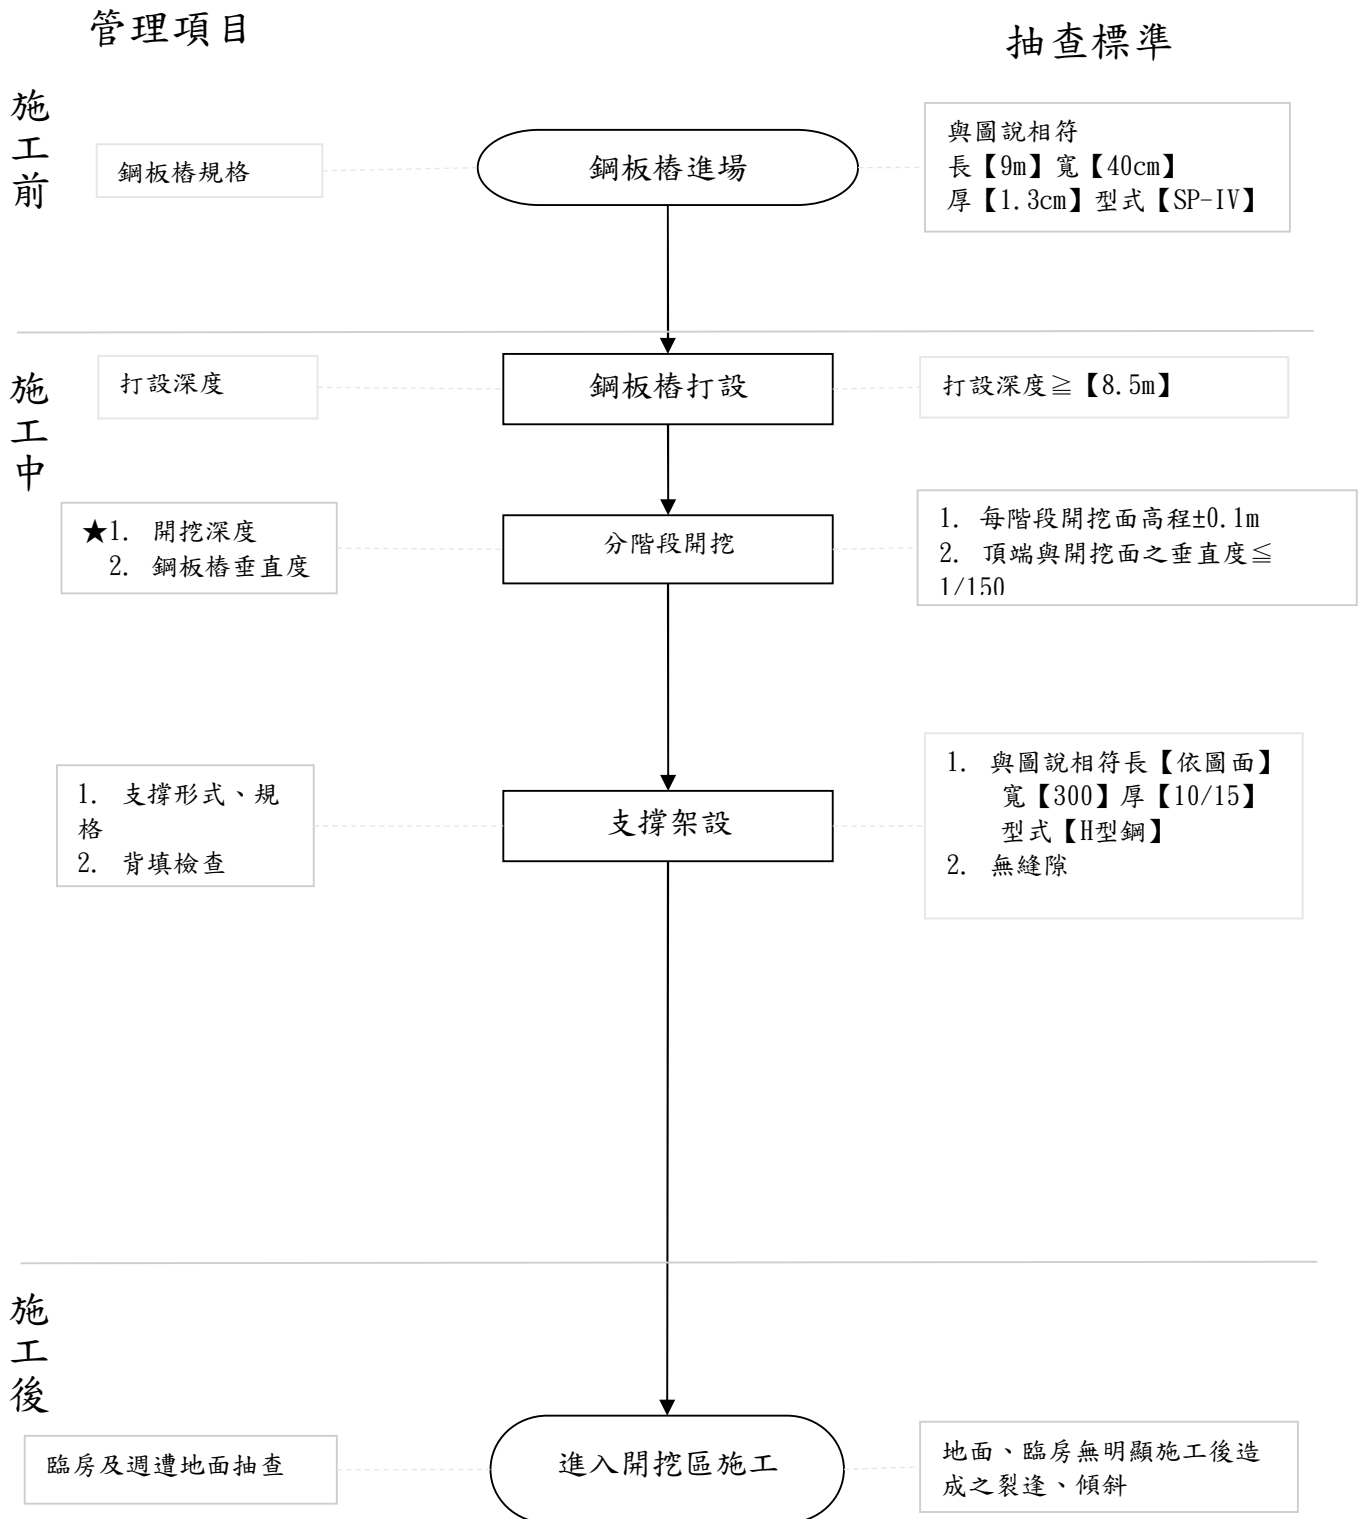 管理項目
抽查標準
施
工
前
鋼板樁規格
鋼板樁進場
與圖說相符
長【9m】寬【40cm】
厚【1.3cm】型式【SP-IV】
施
工
中
打設深度
鋼板樁打設
打設深度≧【8.5m】
★1. 開挖深度
2. 鋼板樁垂直度
分階段開挖
1. 每階段開挖面高程±0.1m
2. 頂端與開挖面之垂直度≦
1/150
1. 支撐形式、規
格
2. 背填檢查
支撐架設
1. 與圖說相符長【依圖面】
寬【300】厚【10/15】
型式【H型鋼】
2. 無縫隙
施
工
後
臨房及週遭地面抽查
進入開挖區施工
地面、臨房無明顯施工後造
成之裂逢、傾斜